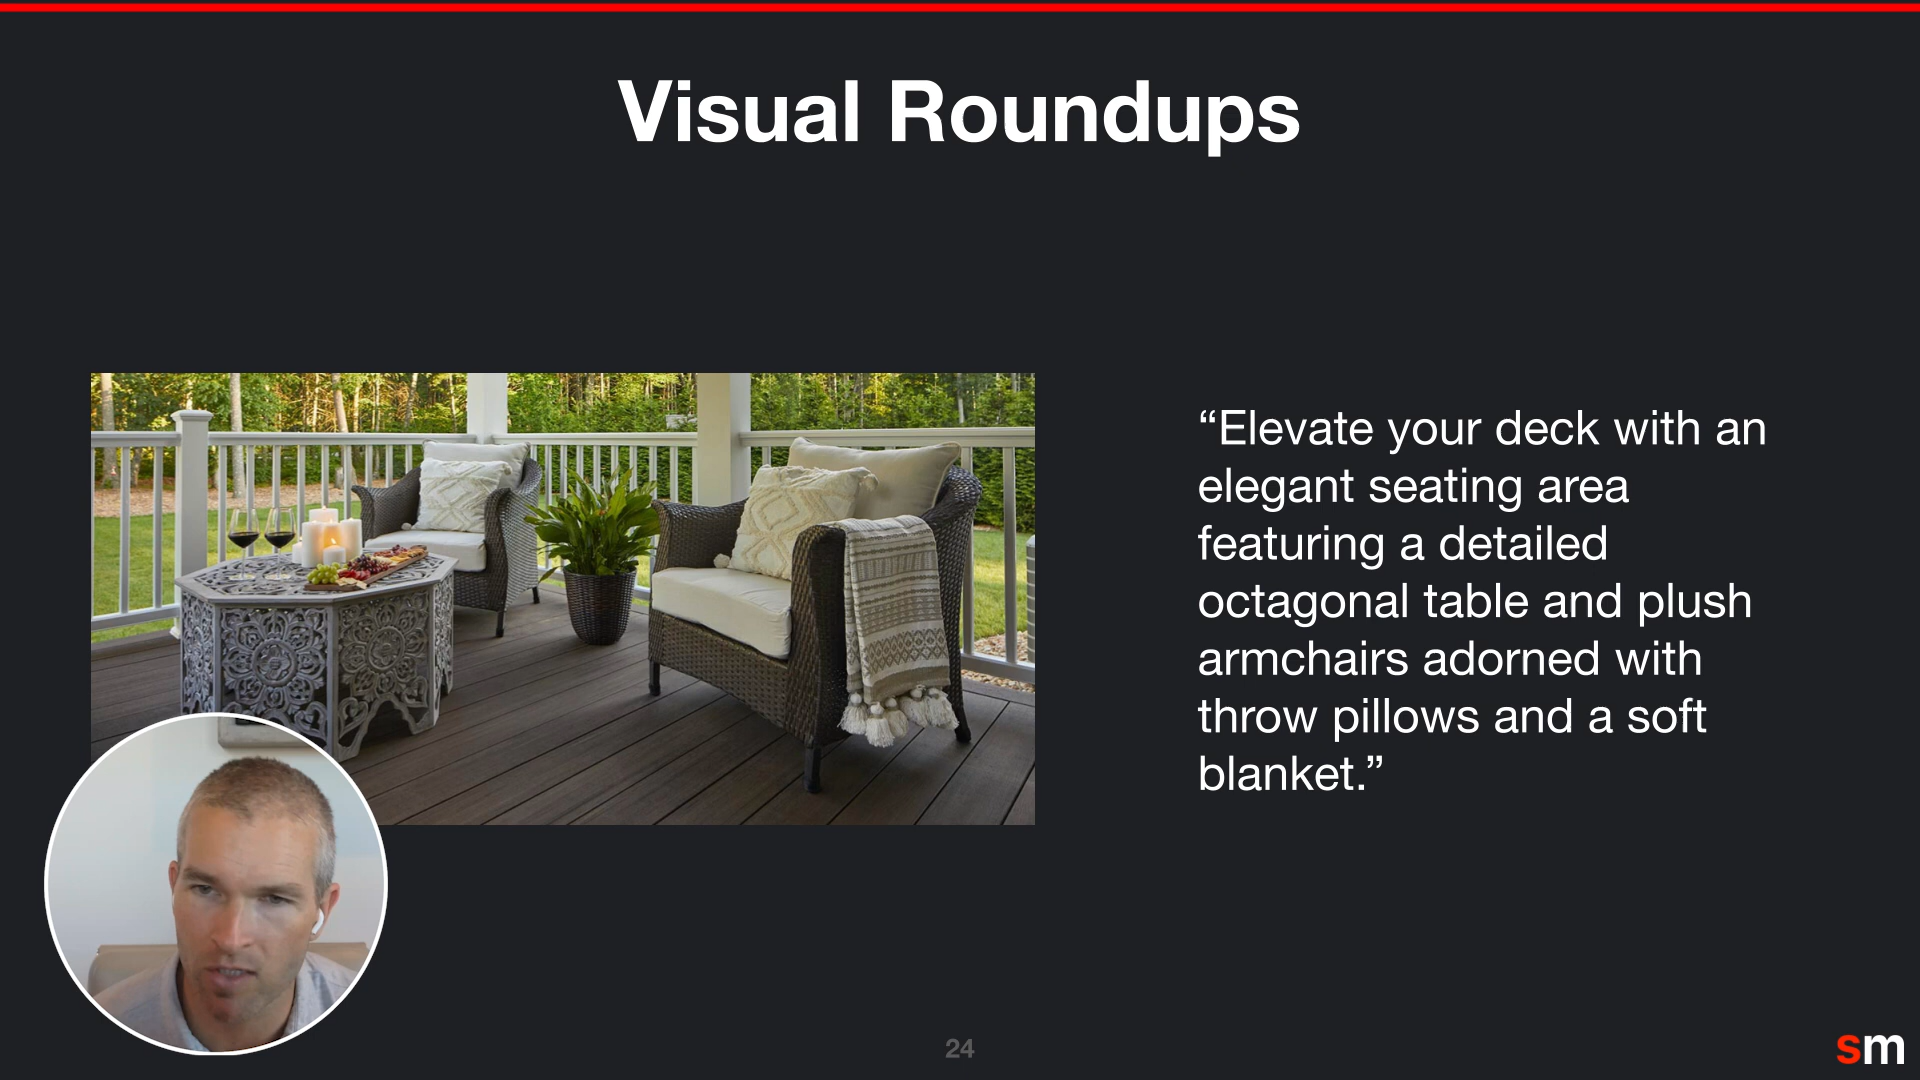 Visual Roundups
“Elevate your deck with an
elegant seating area
featuring a detailed
octagonal table and plush
armchairs adorned with
throw pillows and a soft
blanket.”
24
sm